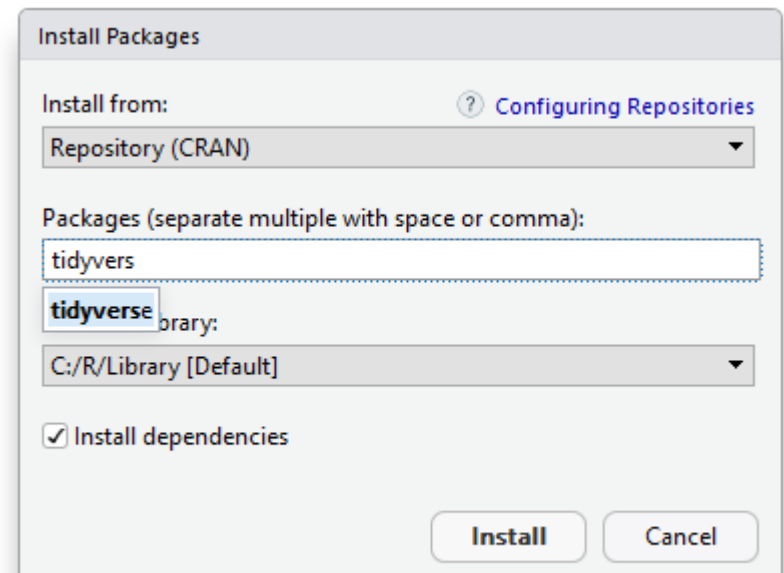 Install Packages
Install from:
? Configuring Repositories
Repository (CRAN)
Packages (separate multiple with space or comma):
tidyvers
tidyverse
brary:
C:/R/Library [Default]
Install dependencies
Install
Cancel